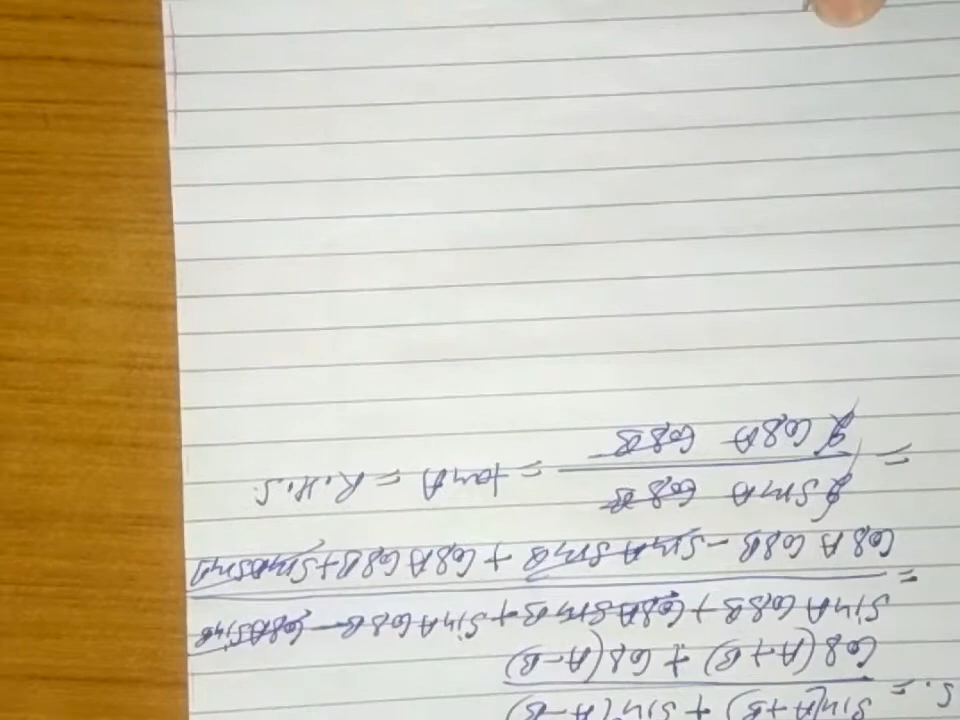 S. = sin(A+B) + sin(A-B)
cos(A+B) + cos(A-B)
= sinA cosB + cosA sinB + sinA cosB - cosA sinB
cosA cosB - sinA sinB + cosA cosB + sinA sinB
= 2 sinA cosB
2 cosA cosB
= tanA = R.H.S.